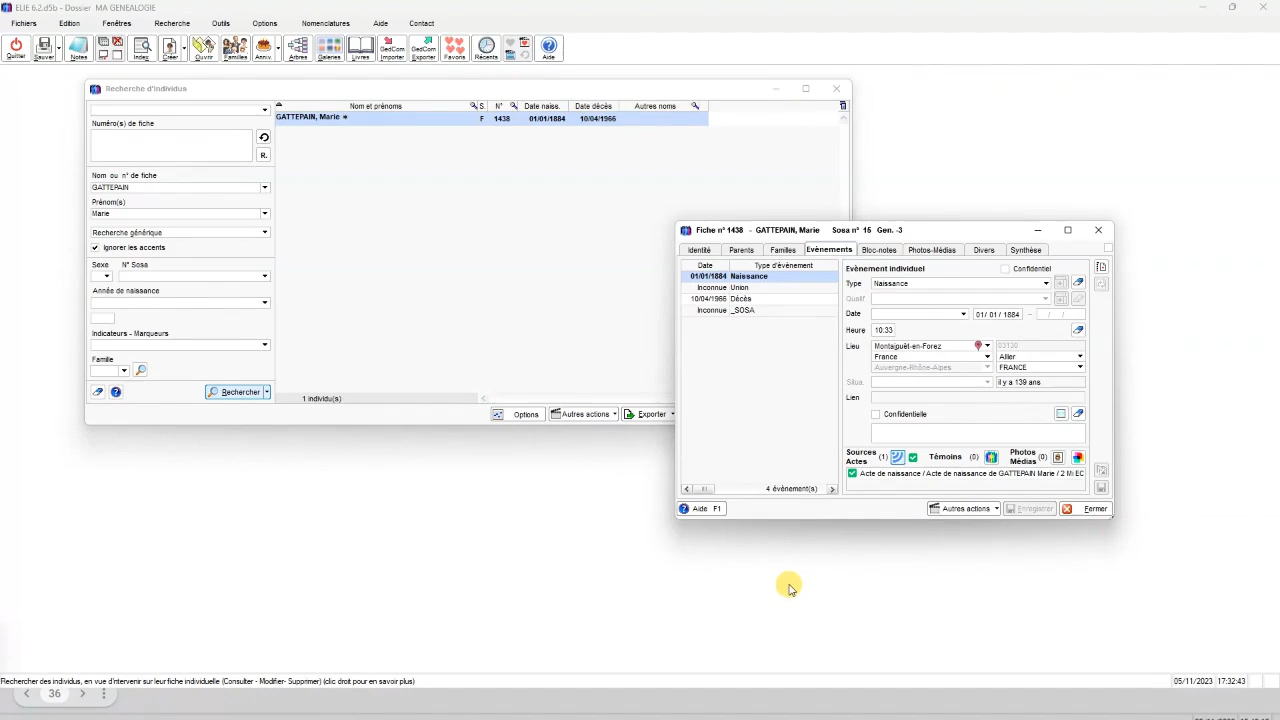 ELIE 6.2.d5b - Dossier MA GENEALOGIE
Fichiers Edition Fenêtres Recherche Outils Options Nomenclatures Aide Contact
Quitter Sauver Notes Index Créer Ouvrir Familles Anniv. Arbres Galeries Livres GedCom Importer GedCom Exporter Favoris Récents Aide
Recherche d'individus
Nom et prénoms S. N° Date naiss. Date décès Autres noms
GATTEPAIN, Marie * F 1438 01/01/1884 10/04/1966
Numéro(s) de fiche
R.
Nom ou n° de fiche
GATTEPAIN
Prénom(s)
Marie
Recherche générique
Ignorer les accents
Sexe N° Sosa
Année de naissance
Indicateurs - Marqueurs
Famille
Rechercher
1 individu(s)
Options Autres actions Exporter
Fiche n° 1438 - GATTEPAIN, Marie Sosa n° 15 Gen. -3
Identité Parents Familles Evènements Bloc-notes Photos-Médias Divers Synthèse
Date Type d'évènement
01/01/1884 Naissance
Inconnue Union
10/04/1966 Décès
Inconnue _SOSA
4 évènement(s)
Evènement individuel Confidentiel
Type Naissance
Qualif.
Date 01/ 01 / 1884 – / /
Heure 10:33
Lieu Montaiguët-en-Forez 03130
France Allier
Auvergne-Rhône-Alpes FRANCE
Situa. il y a 139 ans
Lien
Confidentielle
Sources Actes (1) Témoins (0) Photos Médias (0)
Acte de naissance / Acte de naissance de GATTEPAIN Marie / 2 Mi EC
Aide F1 Autres actions Enregistrer Fermer
Rechercher des individus, en vue d'intervenir sur leur fiche individuelle (Consulter - Modifier- Supprimer) (clic droit pour en savoir plus) 05/11/2023 17:32:43
36